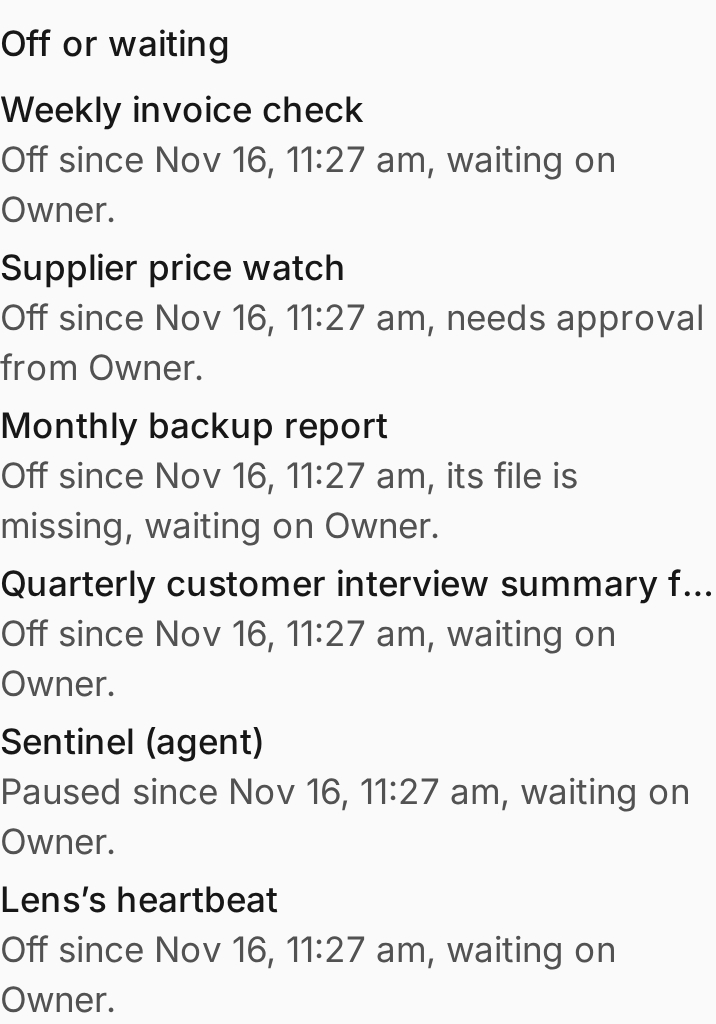 Off or waiting
Weekly invoice check
Off since Nov 16, 11:27 am, waiting on
Owner.
Supplier price watch
Off since Nov 16, 11:27 am, needs approval
from Owner.
Monthly backup report
Off since Nov 16, 11:27 am, its file is
missing, waiting on Owner.
Quarterly customer interview summary f…
Off since Nov 16, 11:27 am, waiting on
Owner.
Sentinel (agent)
Paused since Nov 16, 11:27 am, waiting on
Owner.
Lens’s heartbeat
Off since Nov 16, 11:27 am, waiting on
Owner.